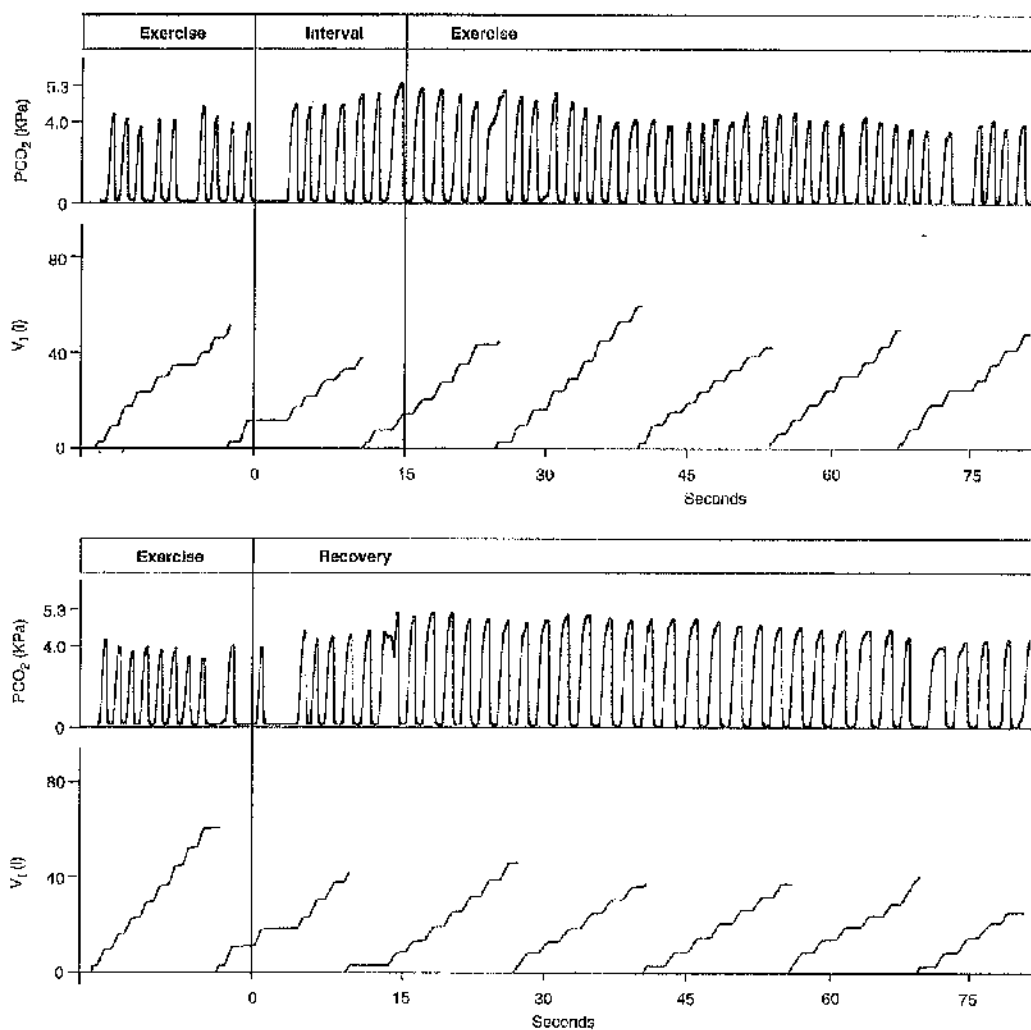 Exercise Interval Exercise
PCO2 (KPa)
5.3
4.0
0
V1 (l)
80
40
0
0 15 30 45 60 75
Seconds
Exercise Recovery
PCO2 (KPa)
5.3
4.0
0
V1 (l)
80
40
0
0 15 30 45 60 75
Seconds